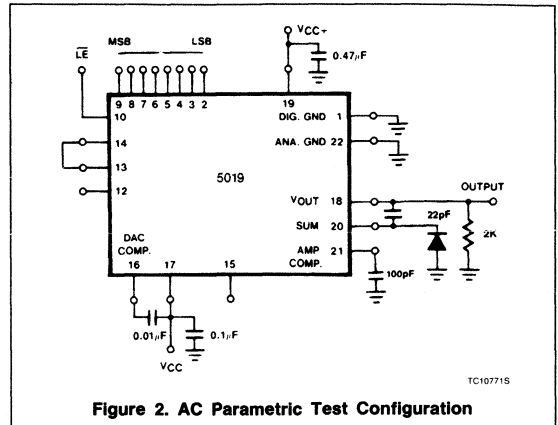 MSB LSB
VCC+
LE
0.47μF
9 8 7 6 5 4 3 2
19
10
DIG. GND 1
14
ANA. GND 22
13
5019
12
VOUT 18
OUTPUT
22pF
SUM 20
2K
DAC COMP.
AMP COMP. 21
16 17 15
100pF
0.01μF
0.1μF
VCC
TC10771S
Figure 2. AC Parametric Test Configuration